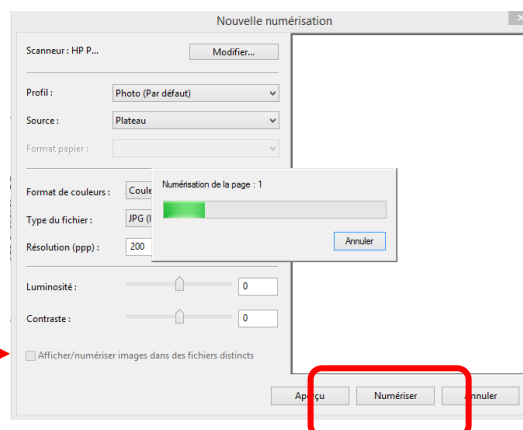 Nouvelle numérisation
Scanneur : HP P... Modifier...
Profil : Photo (Par défaut)
Source : Plateau
Format papier :
Numérisation de la page : 1
Format de couleurs :
Type du fichier : JPG
Annuler
Résolution (ppp) : 200
Luminosité : 0
Contraste : 0
Afficher/numériser images dans des fichiers distincts
Aperçu Numériser Annuler